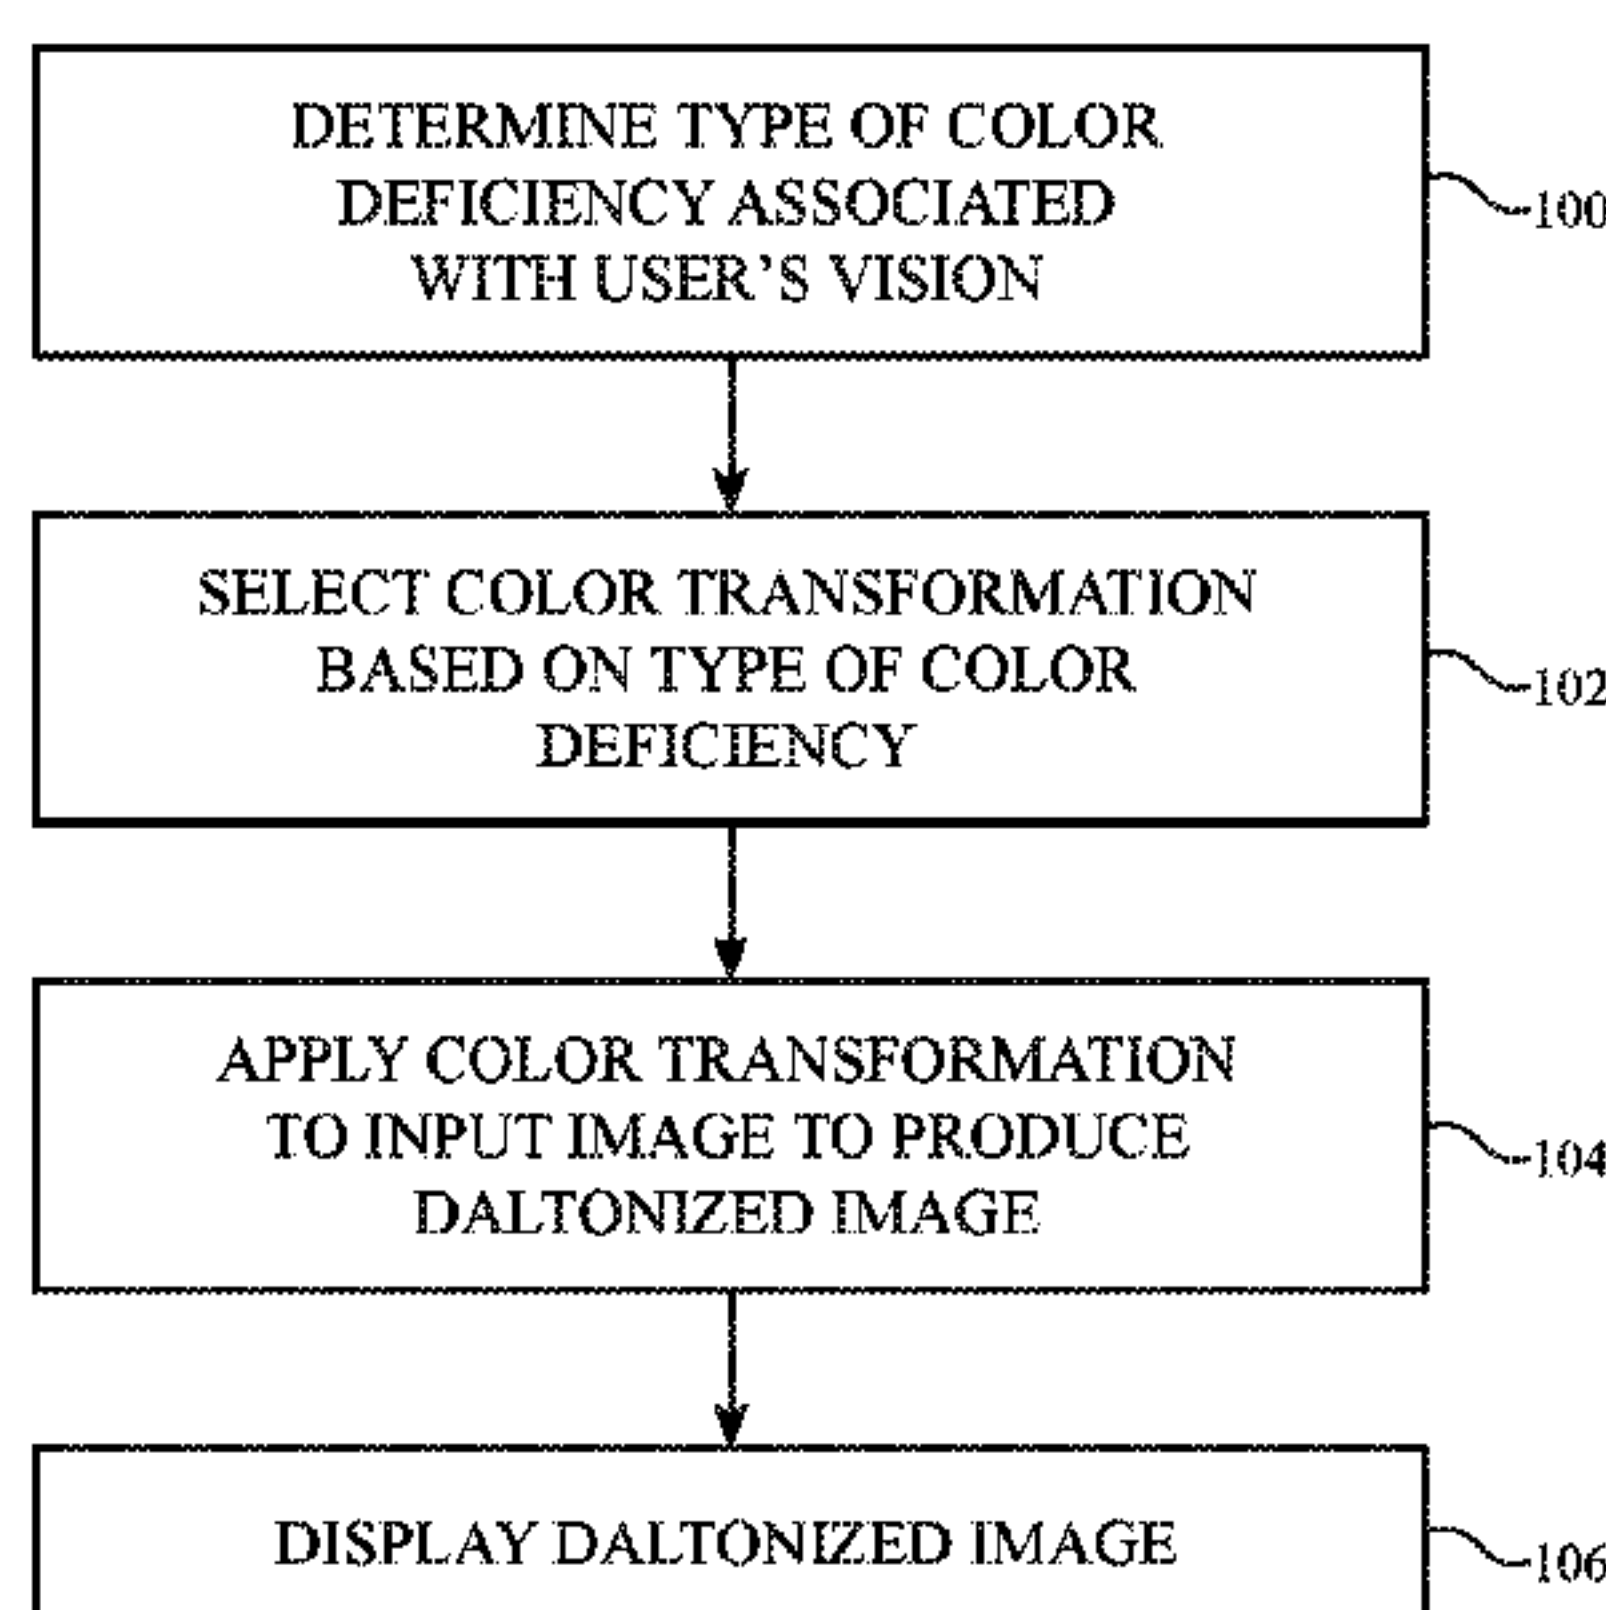 DETERMINE TYPE OF COLOR
DEFICIENCY ASSOCIATED
WITH USER'S VISION
100
SELECT COLOR TRANSFORMATION
BASED ON TYPE OF COLOR
DEFICIENCY
102
APPLY COLOR TRANSFORMATION
TO INPUT IMAGE TO PRODUCE
DALTONIZED IMAGE
104
DISPLAY DALTONIZED IMAGE
106